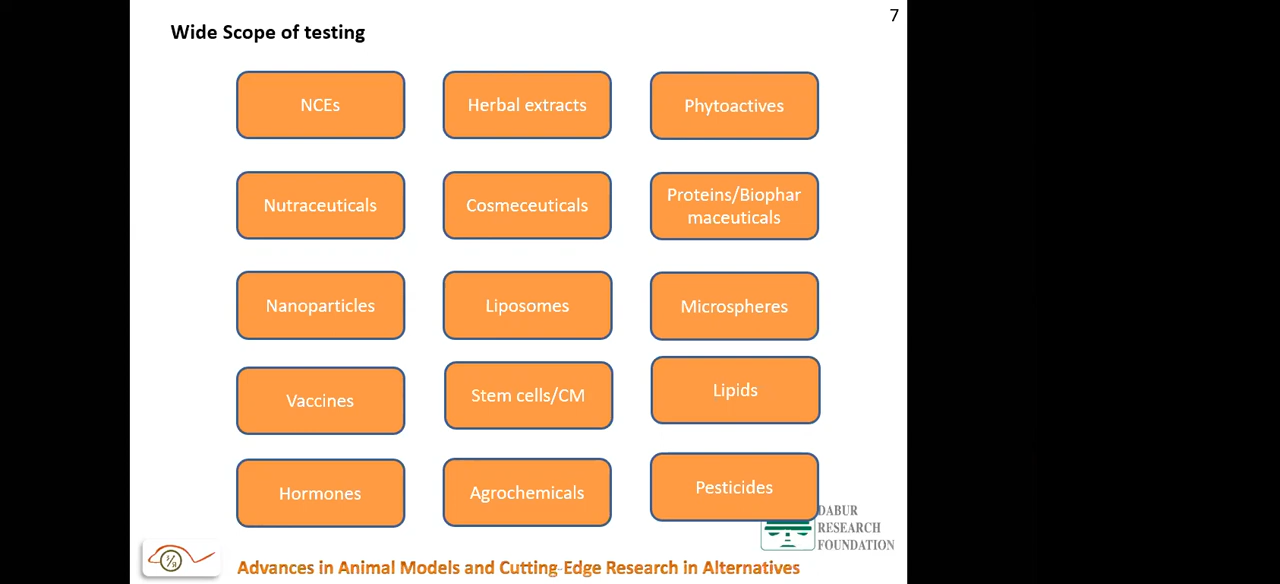 7
Wide Scope of testing
NCEs
Herbal extracts
Phytoactives
Nutraceuticals
Cosmeceuticals
Proteins/Biophar
maceuticals
Nanoparticles
Liposomes
Microspheres
Vaccines
Stem cells/CM
Lipids
Hormones
Agrochemicals
Pesticides
DABUR
RESEARCH
FOUNDATION
Advances in Animal Models and Cutting-Edge Research in Alternatives